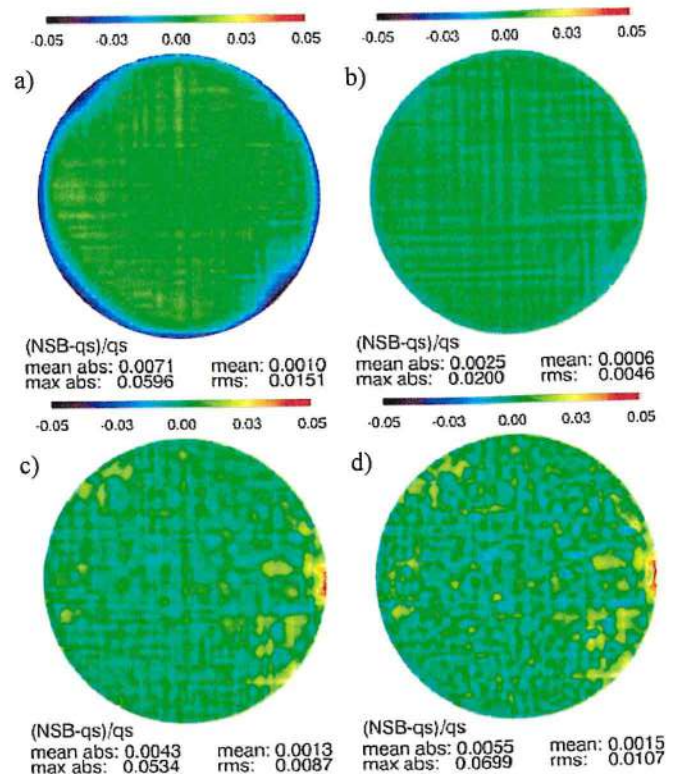 -0.05 -0.03 0.00 0.03 0.05 -0.05 -0.03 0.00 0.03 0.05
a) b)
(NSB-qs)/qs (NSB-qs)/qs
mean abs: 0.0071 mean: 0.0010 mean abs: 0.0025 mean: 0.0006
max abs: 0.0596 rms: 0.0151 max abs: 0.0200 rms: 0.0046
-0.05 -0.03 0.00 0.03 0.05 -0.05 -0.03 0.00 0.03 0.05
c) d)
(NSB-qs)/qs (NSB-qs)/qs
mean abs: 0.0043 mean: 0.0013 mean abs: 0.0055 mean: 0.0015
max abs: 0.0534 rms: 0.0087 max abs: 0.0699 rms: 0.0107